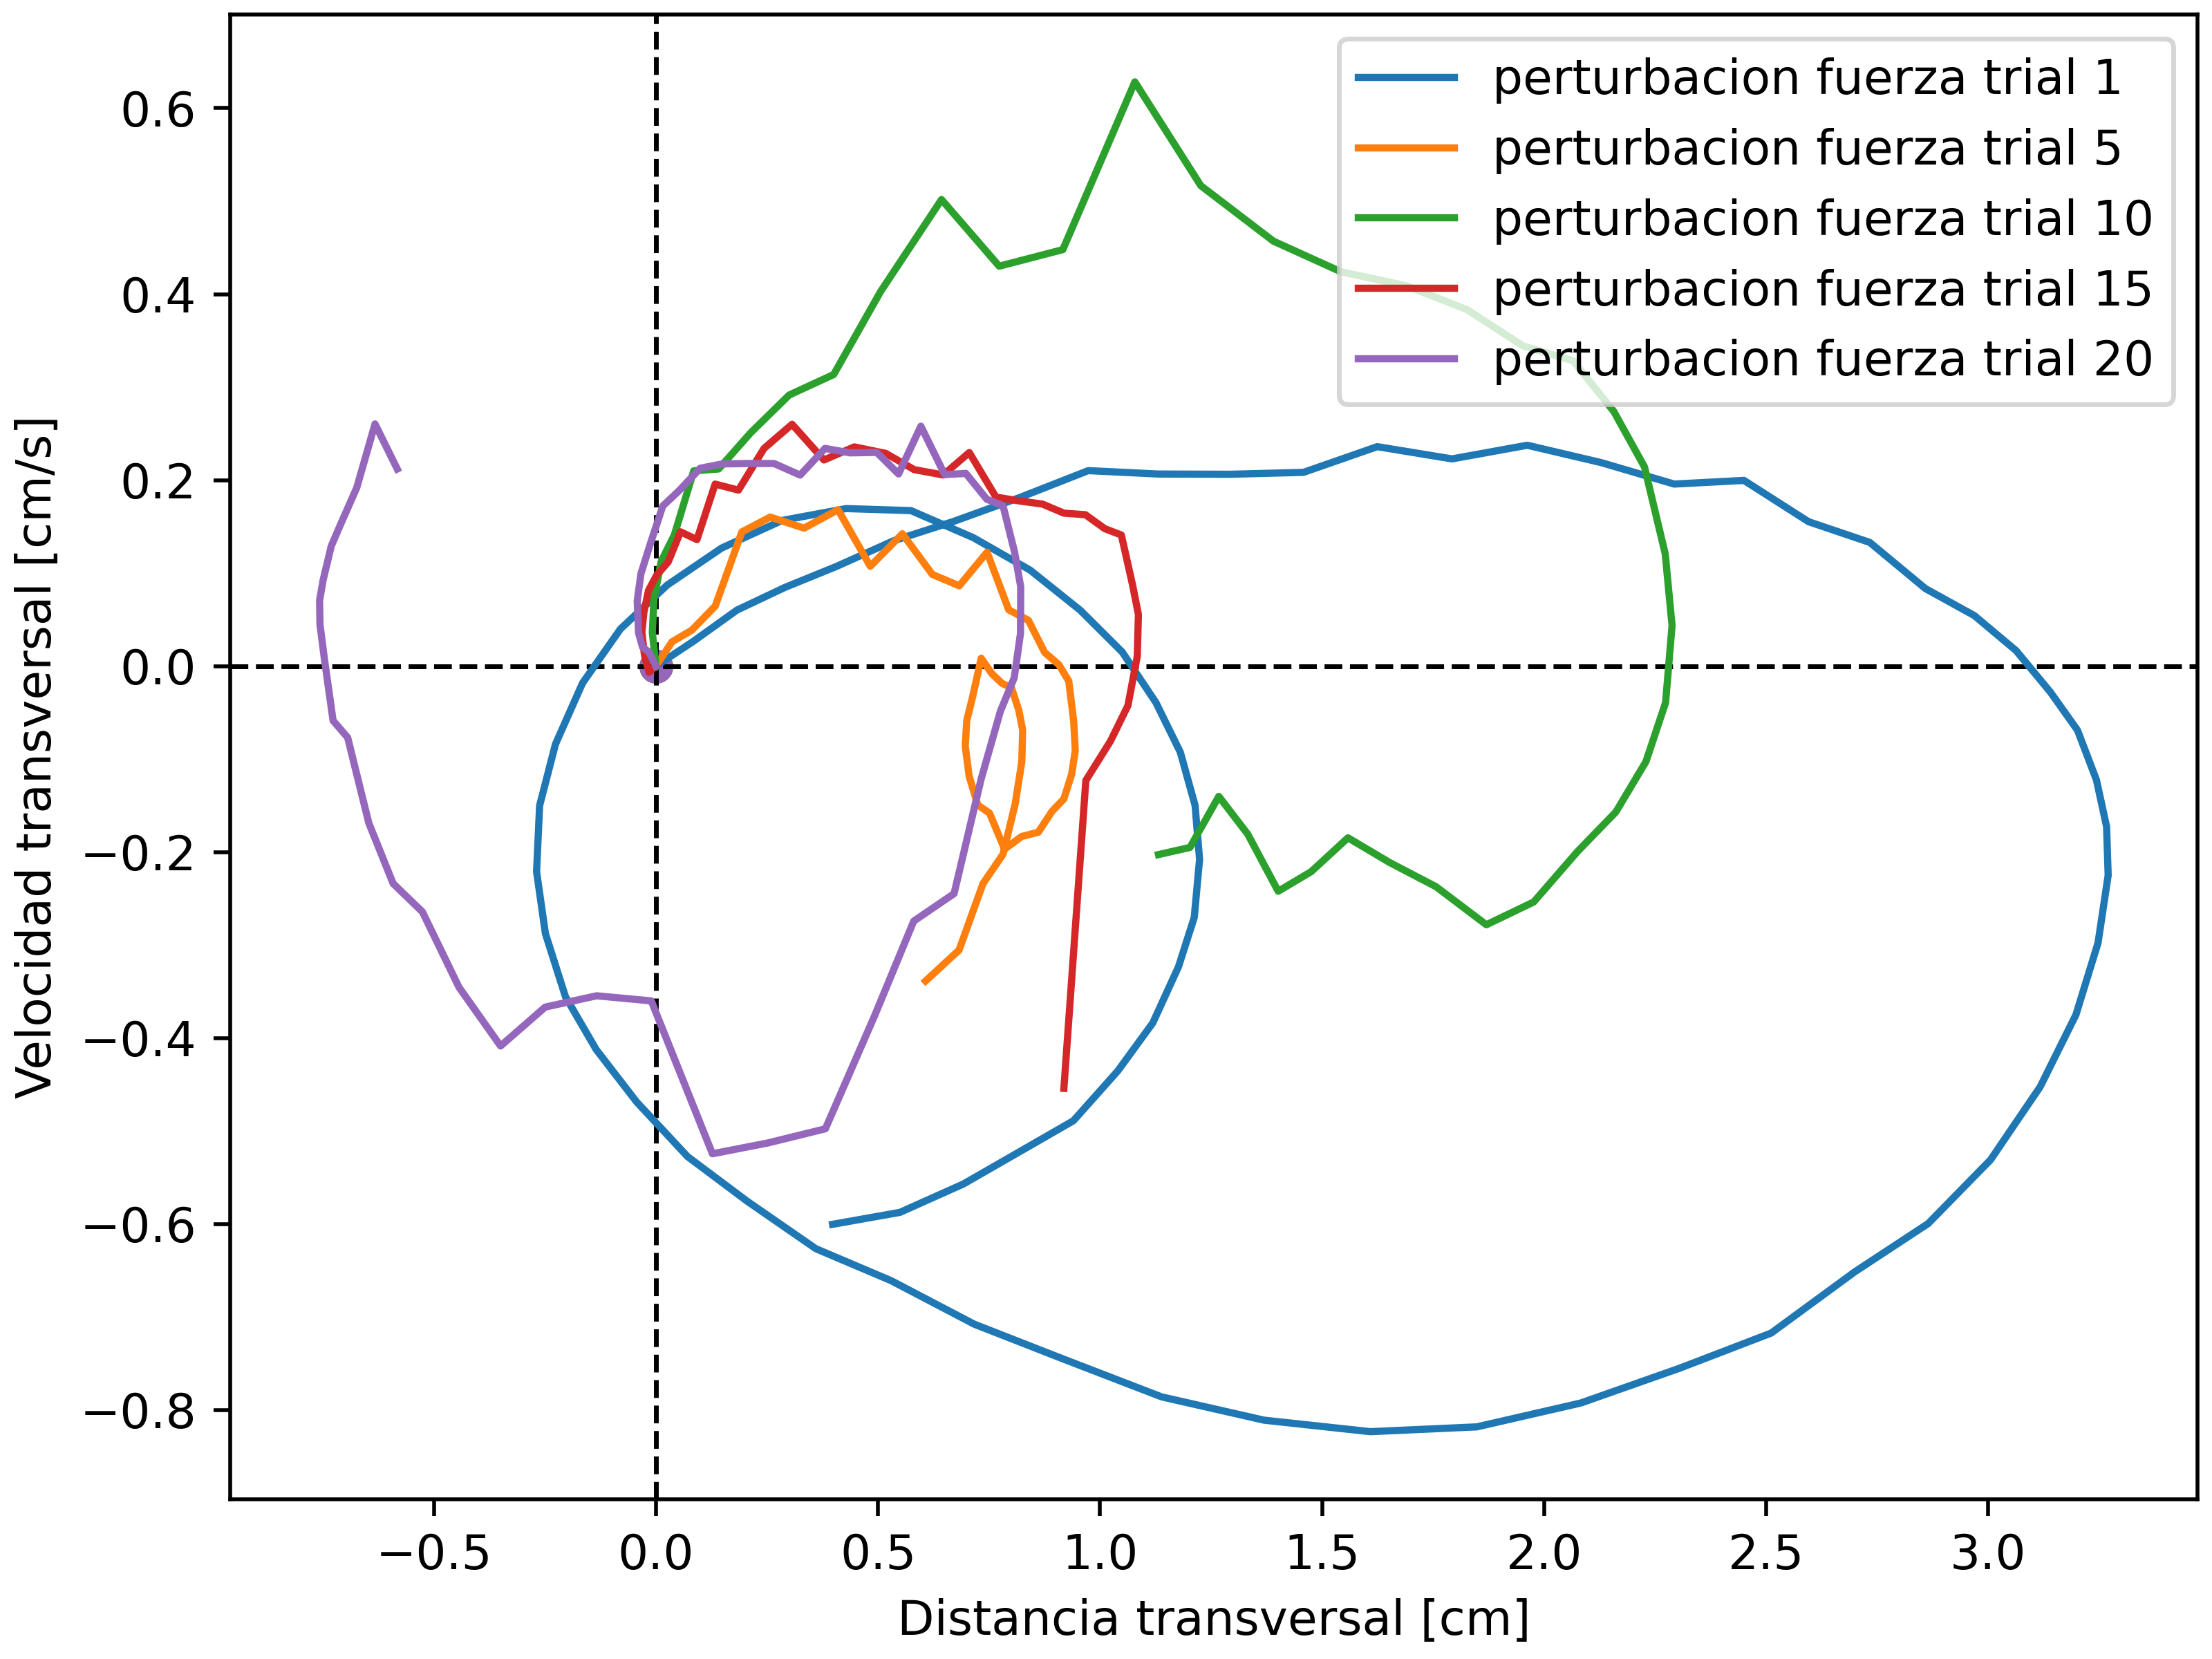 perturbacion fuerza trial 1
perturbacion fuerza trial 5
perturbacion fuerza trial 10
perturbacion fuerza trial 15
perturbacion fuerza trial 20
Velocidad transversal [cm/s]
0.6
0.4
0.2
0.0
−0.2
−0.4
−0.6
−0.8
−0.5 0.0 0.5 1.0 1.5 2.0 2.5 3.0
Distancia transversal [cm]